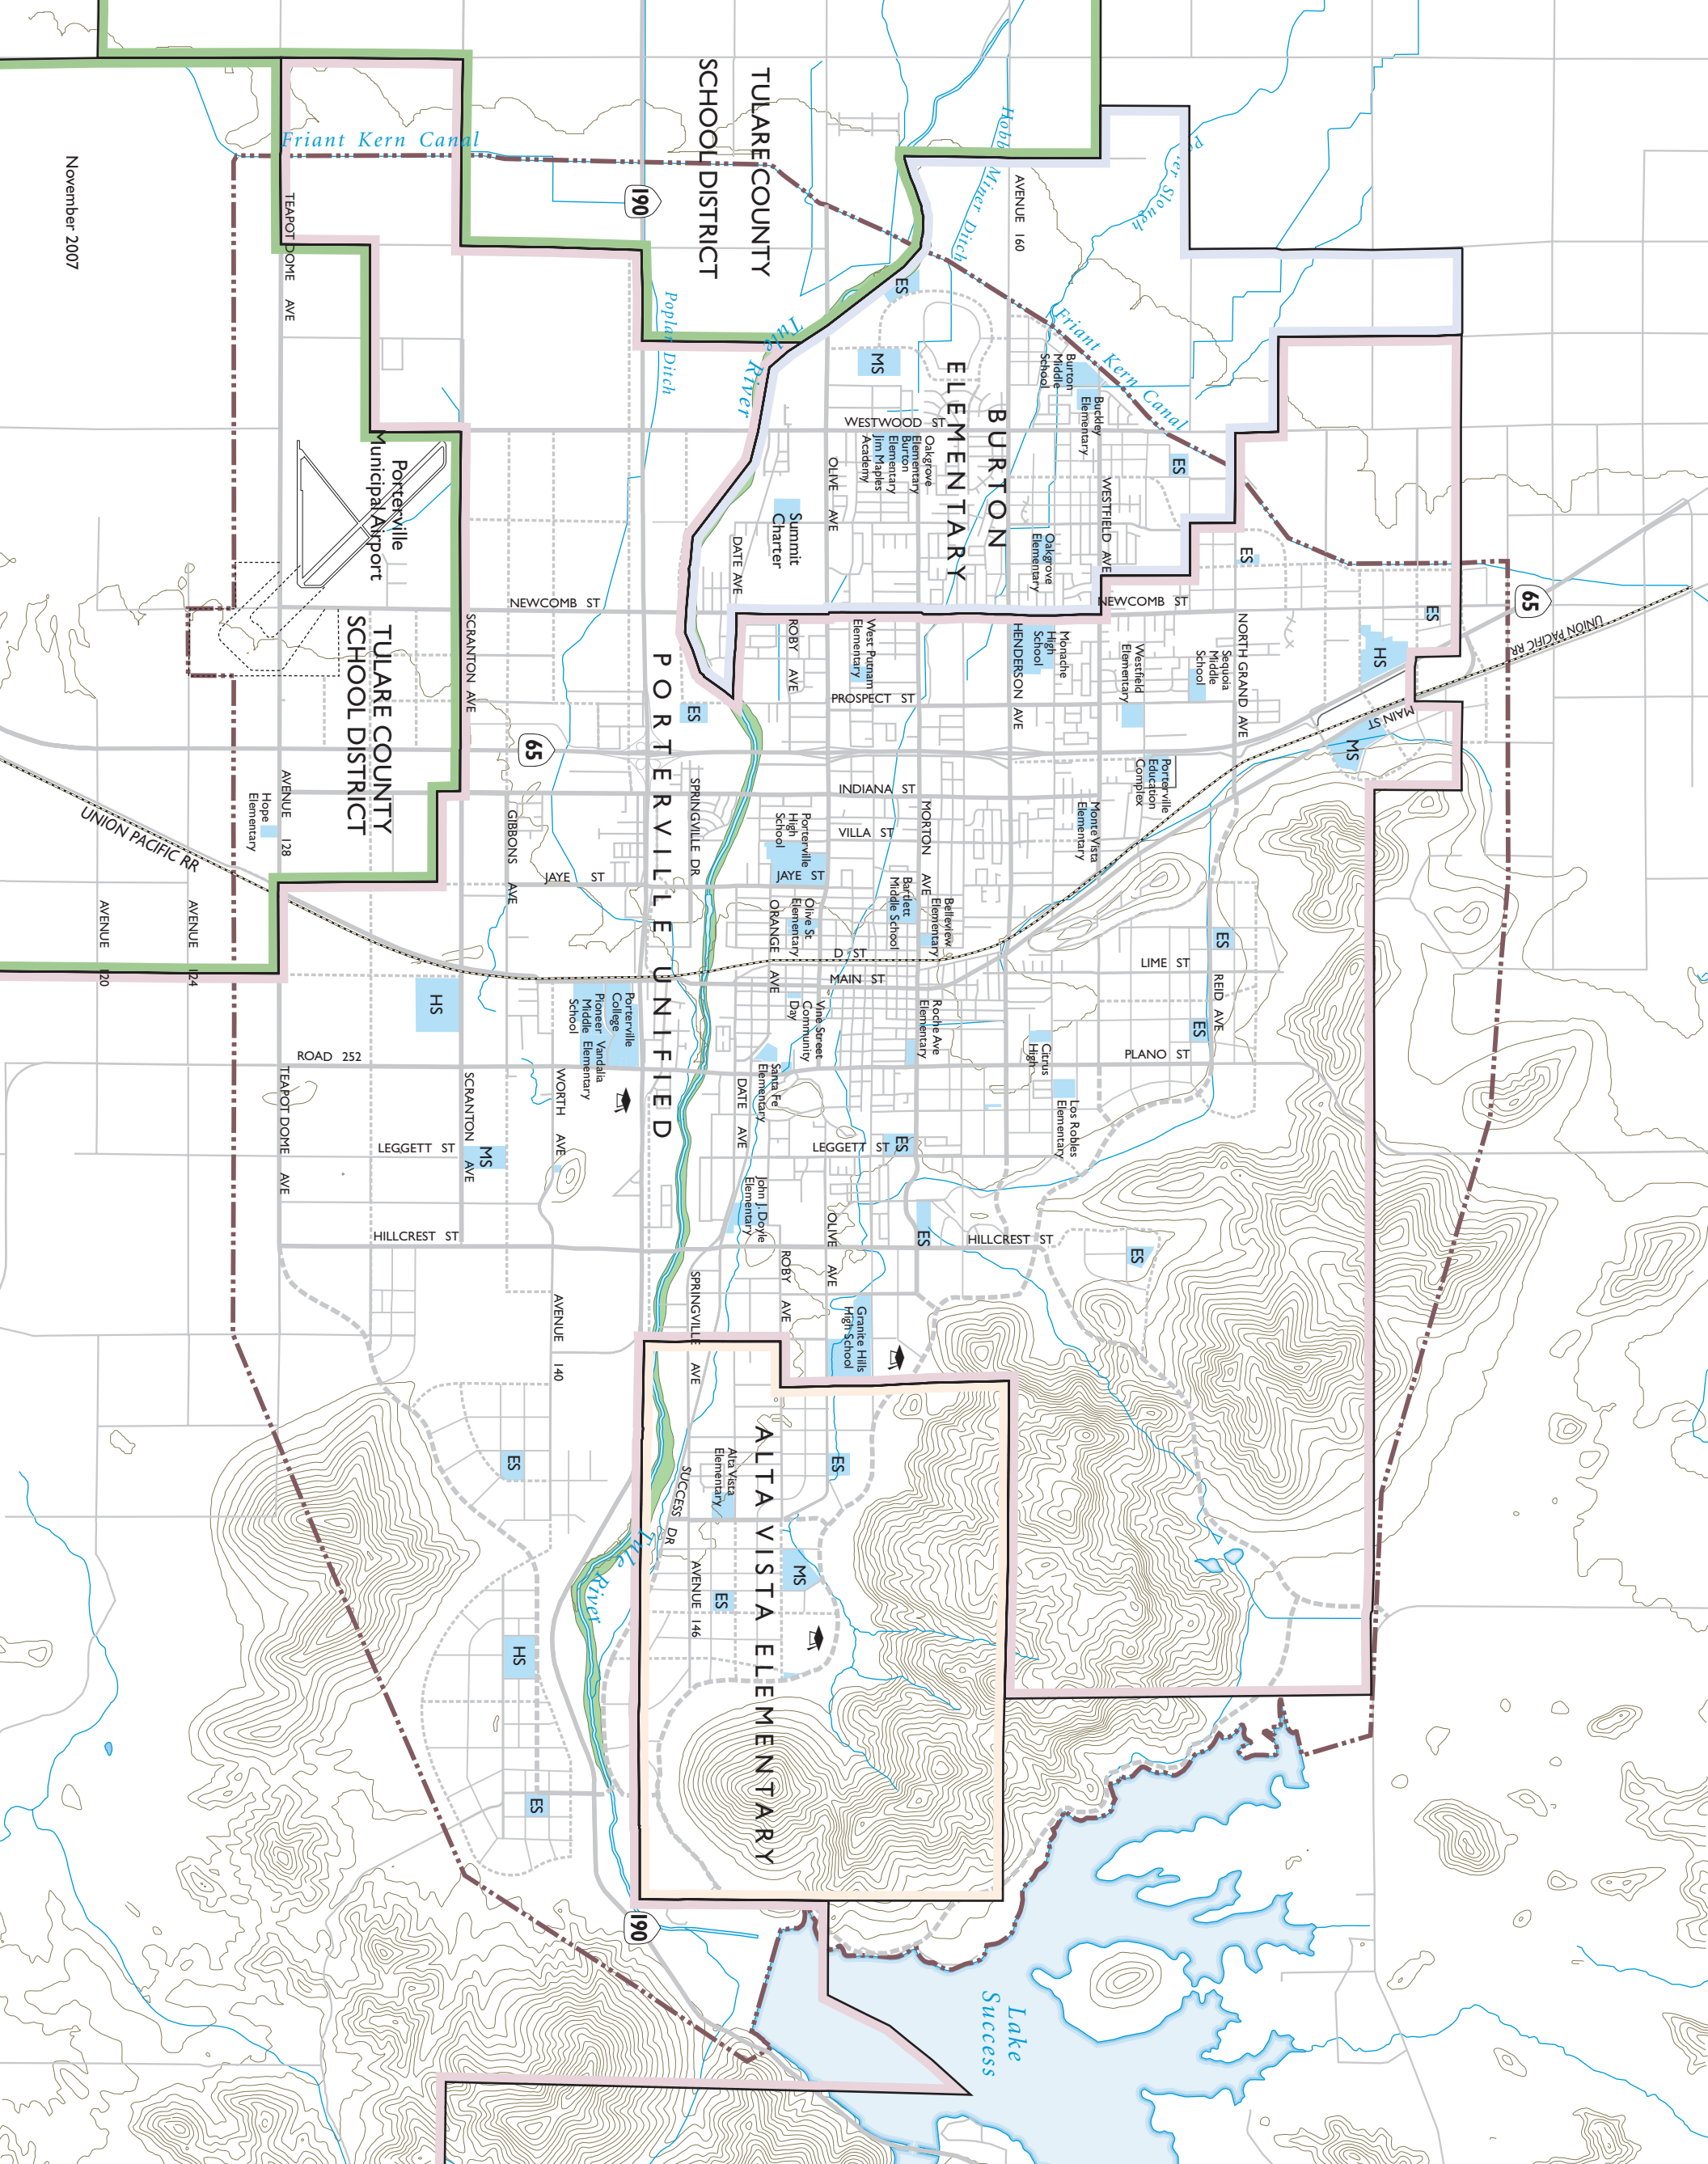 November 2007
Friant Kern Canal
TEAPOT DOME AVE
190
TULARE COUNTY
SCHOOL DISTRICT
Poplar Ditch
Tule River
Hobb Miner Ditch
AVENUE 160
Friant Kern Canal
ES
MS
BURTON
ELEMENTARY
Burton
Middle
School
Buckley
Elementary
WESTWOOD ST
Oakgrove
Elementary
Burton
Elementary
Jim Maples
Academy
OLIVE AVE
ES
WESTFIELD AVE
Oakgrove
Elementary
Summit
Charter
DATE AVE
ES
Porterville
Municipal Airport
NEWCOMB ST
NEWCOMB ST
ES
65
UNION PACIFIC RR
HS
MAIN ST
MS
TULARE COUNTY
SCHOOL DISTRICT
SCRANTON AVE
PORTERVILLE UNIFIED
ROBY AVE
West Putnam
Elementary
HENDERSON AVE
Monache
High
School
Westfield
Elementary
Sequoia
Middle
School
NORTH GRAND AVE
PROSPECT ST
ES
65
INDIANA ST
Porterville
Education
Complex
SPRINGVILLE DR
VILLA ST
MORTON AVE
Monte Vista
Elementary
Porterville
High
School
JAYE ST
JAYE ST
GIBBONS AVE
AVENUE 128
Hope
Elementary
UNION PACIFIC RR
AVENUE 120
AVENUE 124
Bartlett
Middle School
Belleview
Elementary
Olive St
Elementary
ORANGE AVE
D ST
MAIN ST
LIME ST
ES
REID AVE
ES
HS
Porterville
College
Pioneer
Middle
School
Vandalia
Elementary
Vine Street
Community
Day
Roche Ave
Elementary
Citrus
High
PLANO ST
ROAD 252
Santa Fe
Elementary
Los Robles
Elementary
TEAPOT DOME AVE
SCRANTON AVE
WORTH AVE
DATE AVE
LEGGETT ST
MS
LEGGETT ST
ES
John J. Doyle
Elementary
OLIVE AVE
HILLCREST ST
HILLCREST ST
ES
ES
ROBY AVE
SPRINGVILLE AVE
AVENUE 140
Granite Hills
High School
ALTA VISTA ELEMENTARY
Alta Vista
Elementary
ES
ES
SUCCESS DR
Tule River
AVENUE 146
ES
MS
HS
ES
190
Lake
Success